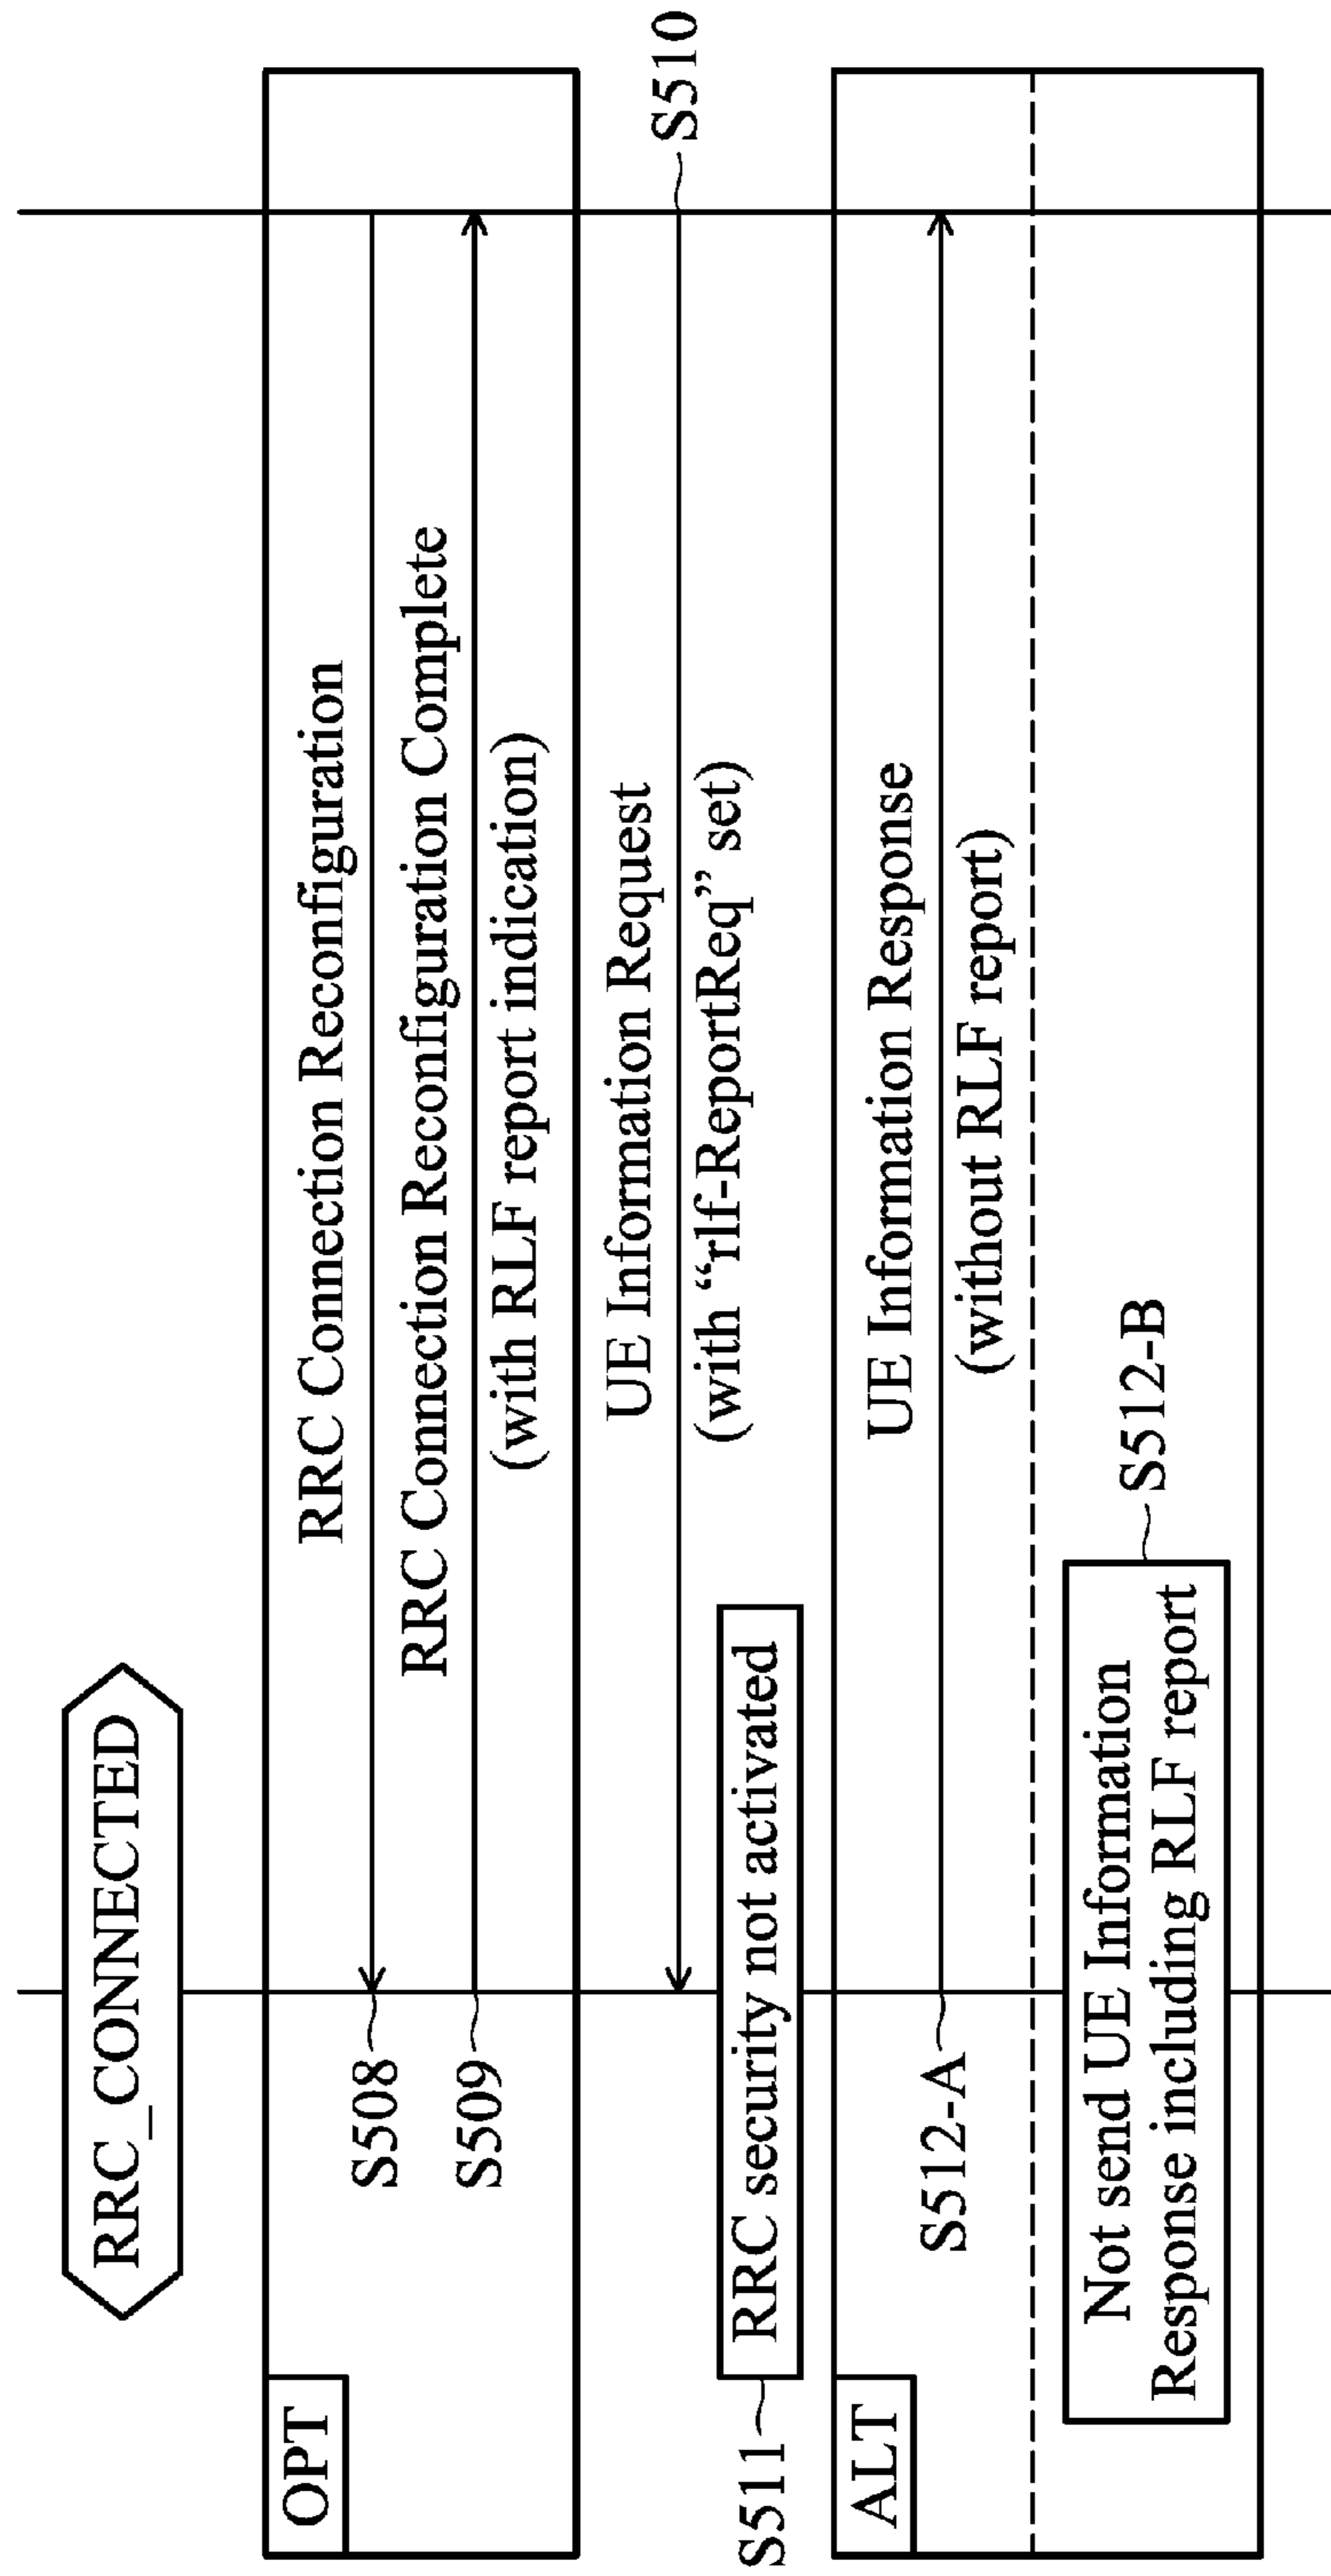 RRC_CONNECTED
OPT
RRC Connection Reconfiguration
S508
RRC Connection Reconfiguration Complete
S509
(with RLF report indication)
UE Information Request
S510
(with “rlf-ReportReq” set)
S511
RRC security not activated
ALT
UE Information Response
S512-A
(without RLF report)
Not send UE Information
Response including RLF report
S512-B